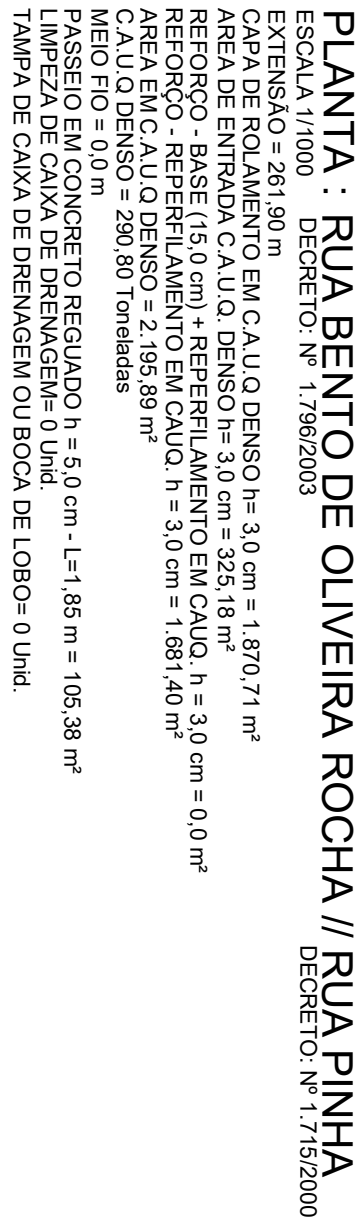 PLANTA : RUA BENTO DE OLIVEIRA ROCHA // RUA PINHA
ESCALA 1/1000 DECRETO: Nº 1.796/2003 DECRETO: Nº 1.715/2000
EXTENSÃO = 261,90 m
CAPA DE ROLAMENTO EM C.A.U.Q DENSO h= 3,0 cm = 1.870,71 m²
AREA DE ENTRADA C.A.U.Q. DENSO h= 3,0 cm = 325,18 m²
REFORÇO - BASE (15,0 cm) + REPERFILAMENTO EM CAUQ. h = 3,0 cm = 0,0 m²
REFORÇO - REPERFILAMENTO EM CAUQ. h = 3,0 cm = 1.681,40 m²
AREA EM C.A.U.Q DENSO = 2.195,89 m²
C.A.U.Q DENSO = 290,80 Toneladas
MEIO FIO = 0,0 m
PASSEIO EM CONCRETO REGUADO h = 5,0 cm - L=1,85 m = 105,38 m²
LIMPEZA DE CAIXA DE DRENAGEM= 0 Unid.
TAMPA DE CAIXA DE DRENAGEM OU BOCA DE LOBO= 0 Unid.